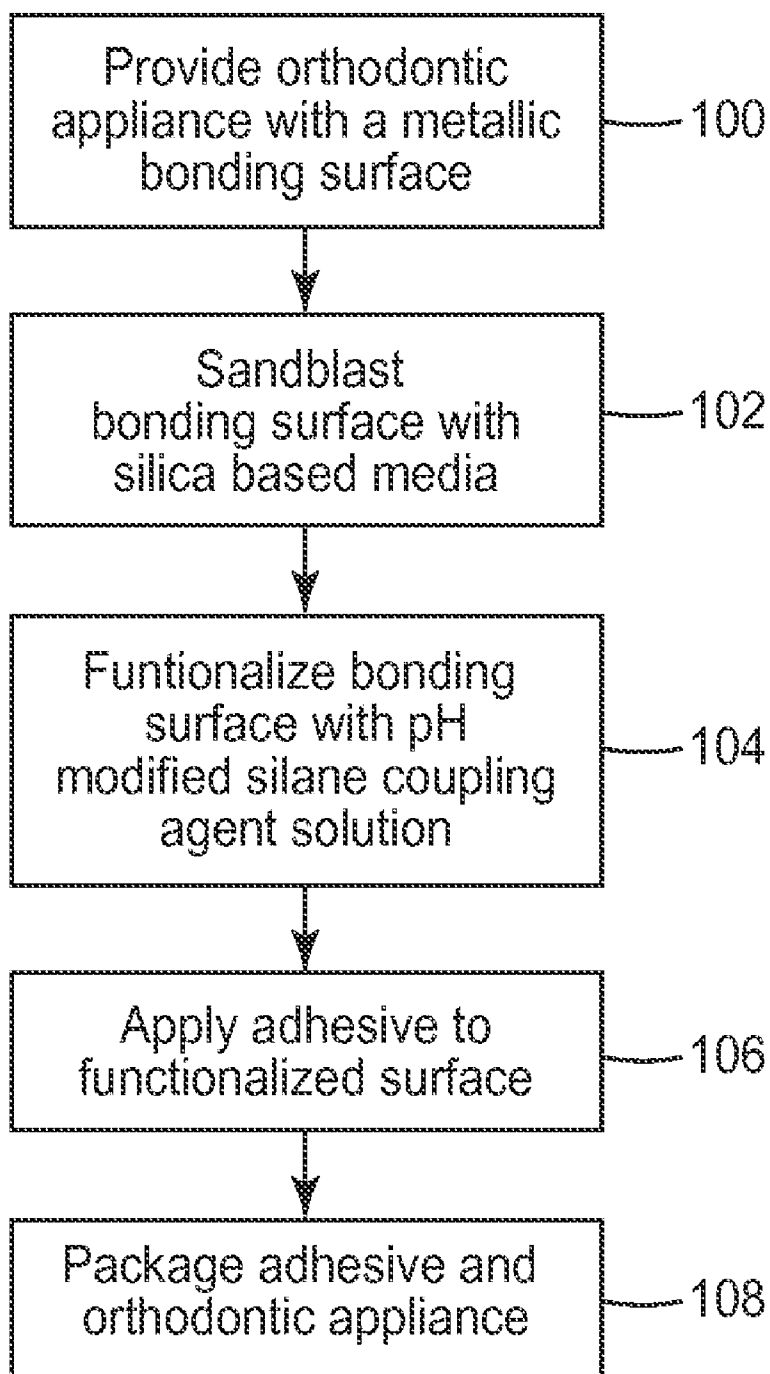 Provide orthodontic
appliance with a metallic
bonding surface
100
Sandblast
bonding surface with
silica based media
102
Funtionalize bonding
surface with pH
modified silane coupling
agent solution
104
Apply adhesive to
functionalized surface
106
Package adhesive and
orthodontic appliance
108